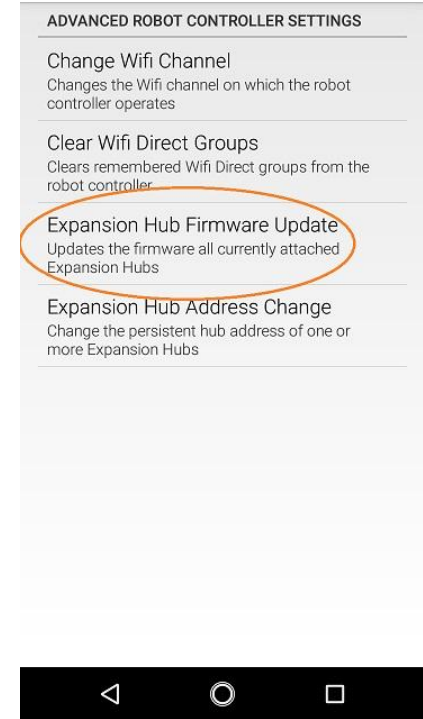 ADVANCED ROBOT CONTROLLER SETTINGS
Change Wifi Channel
Changes the Wifi channel on which the robot
controller operates
Clear Wifi Direct Groups
Clears remembered Wifi Direct groups from the
robot controller
Expansion Hub Firmware Update
Updates the firmware all currently attached
Expansion Hubs
Expansion Hub Address Change
Change the persistent hub address of one or
more Expansion Hubs